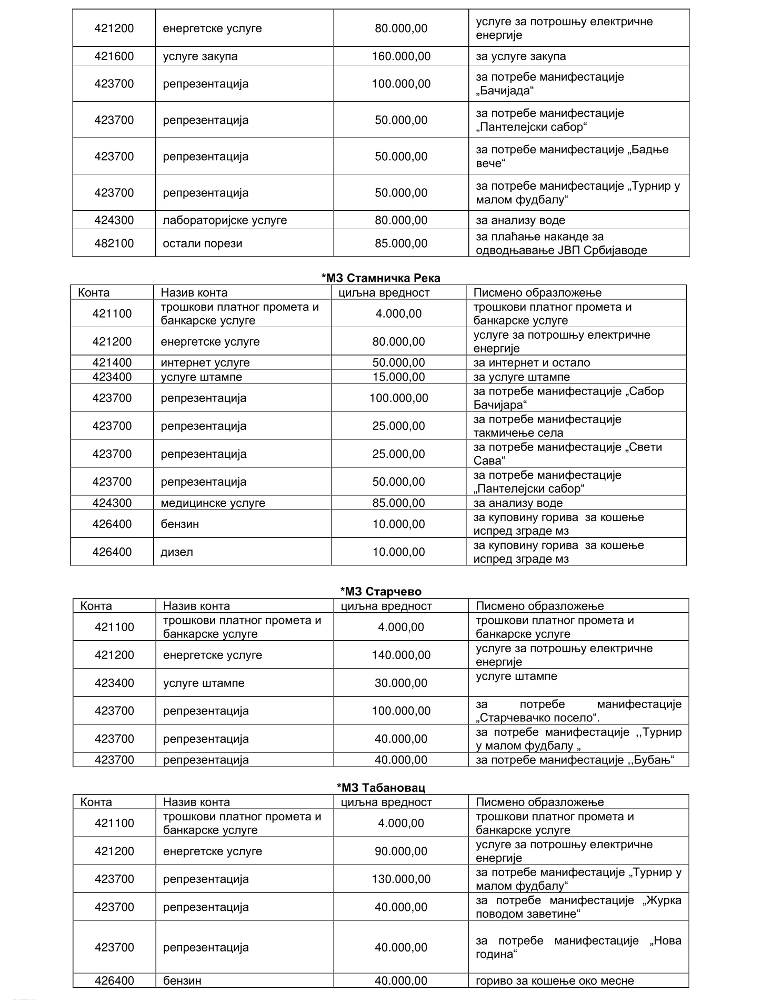 421200 енергетске услуге 80.000,00 услуге за потрошњу електричне
енергије
421600 услуге закупа 160.000,00 за услуге закупа
423700 репрезентација 100.000,00 за потребе манифестације
„Бачијада“
423700 репрезентација 50.000,00 за потребе манифестације
„Пантелејски сабор“
423700 репрезентација 50.000,00 за потребе манифестације „Бадње
вече“
423700 репрезентација 50.000,00 за потребе манифестације „Турнир у
малом фудбалу“
424300 лабораторијске услуге 80.000,00 за анализу воде
482100 остали порези 85.000,00 за плаћање наканде за
одводњавање ЈВП Србијаводе
*МЗ Стамничка Река
Конта Назив конта циљна вредност Писмено образложење
421100 трошкови платног промета и
банкарске услуге 4.000,00 трошкови платног промета и
банкарске услуге
421200 енергетске услуге 80.000,00 услуге за потрошњу електричне
енергије
421400 интернет услуге 50.000,00 за интернет и остало
423400 услуге штампе 15.000,00 за услуге штампе
423700 репрезентација 100.000,00 за потребе манифестације „Сабор
Бачијара“
423700 репрезентација 25.000,00 за потребе манифестације
такмичење села
423700 репрезентација 25.000,00 за потребе манифестације „Свети
Сава“
423700 репрезентација 50.000,00 за потребе манифестације
„Пантелејски сабор“
424300 медицинске услуге 85.000,00 за анализу воде
426400 бензин 10.000,00 за куповину горива  за кошење
испред зграде мз
426400 дизел 10.000,00 за куповину горива  за кошење
испред зграде мз
*МЗ Старчево
Конта Назив конта циљна вредност Писмено образложење
421100 трошкови платног промета и
банкарске услуге 4.000,00 трошкови платног промета и
банкарске услуге
421200 енергетске услуге 140.000,00 услуге за потрошњу електричне
енергије
423400 услуге штампе 30.000,00 услуге штампе
423700 репрезентација 100.000,00 за потребе манифестације
„Старчевачко посело“.
423700 репрезентација 40.000,00 за потребе манифестације ,,Турнир
у малом фудбалу „
423700 репрезентација 40.000,00 за потребе манифестације ,,Бубањ“
*МЗ Табановац
Конта Назив конта циљна вредност Писмено образложење
421100 трошкови платног промета и
банкарске услуге 4.000,00 трошкови платног промета и
банкарске услуге
421200 енергетске услуге 90.000,00 услуге за потрошњу електричне
енергије
423700 репрезентација 130.000,00 за потребе манифестације „Турнир у
малом фудбалу“
423700 репрезентација 40.000,00 за потребе манифестације „Журка
поводом заветине“
423700 репрезентација 40.000,00 за потребе манифестације „Нова
година“
426400 бензин 40.000,00 гориво за кошење око месне